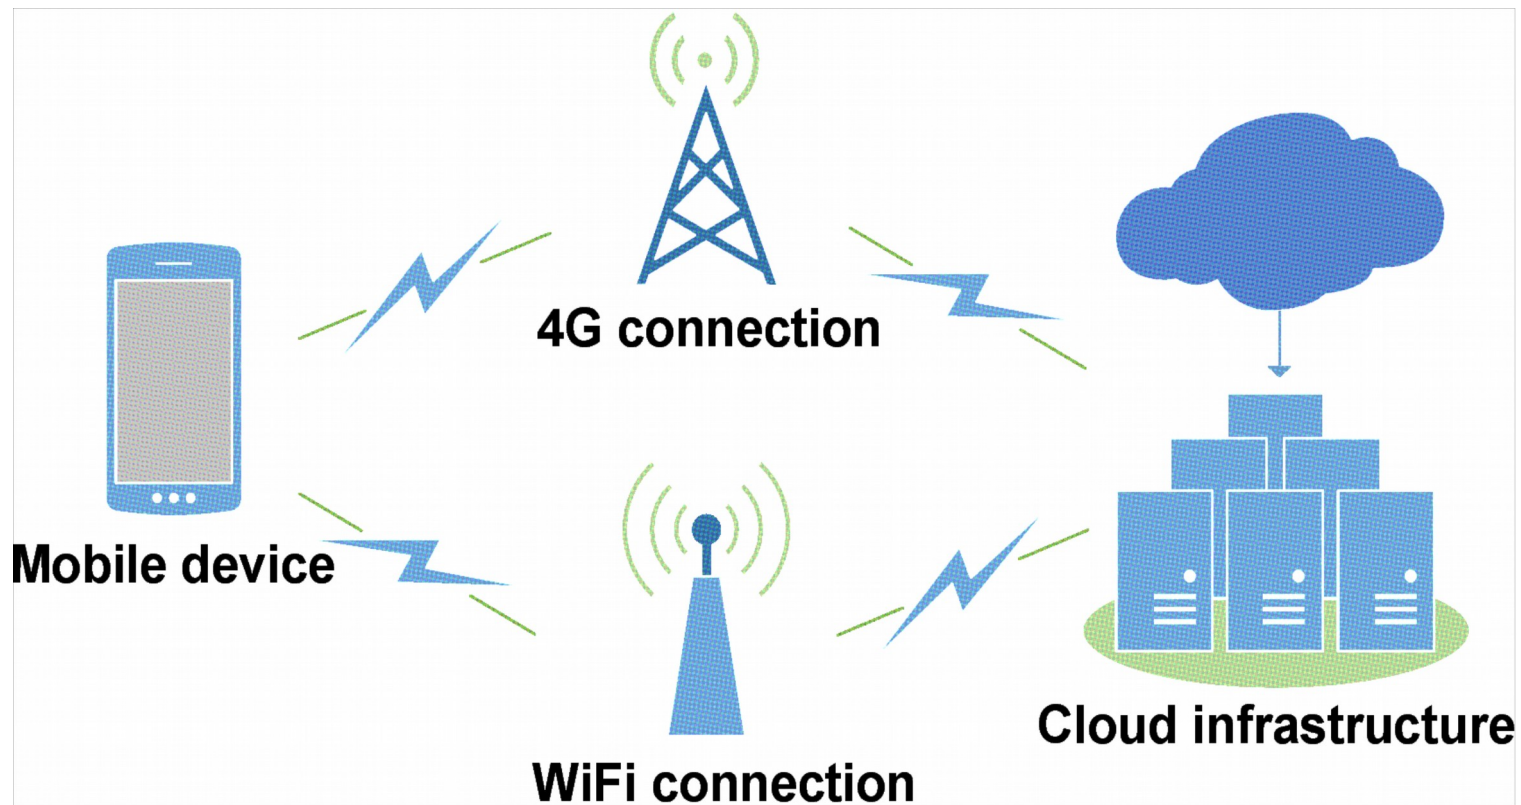 4G connection
Mobile device
Cloud infrastructure
WiFi connection